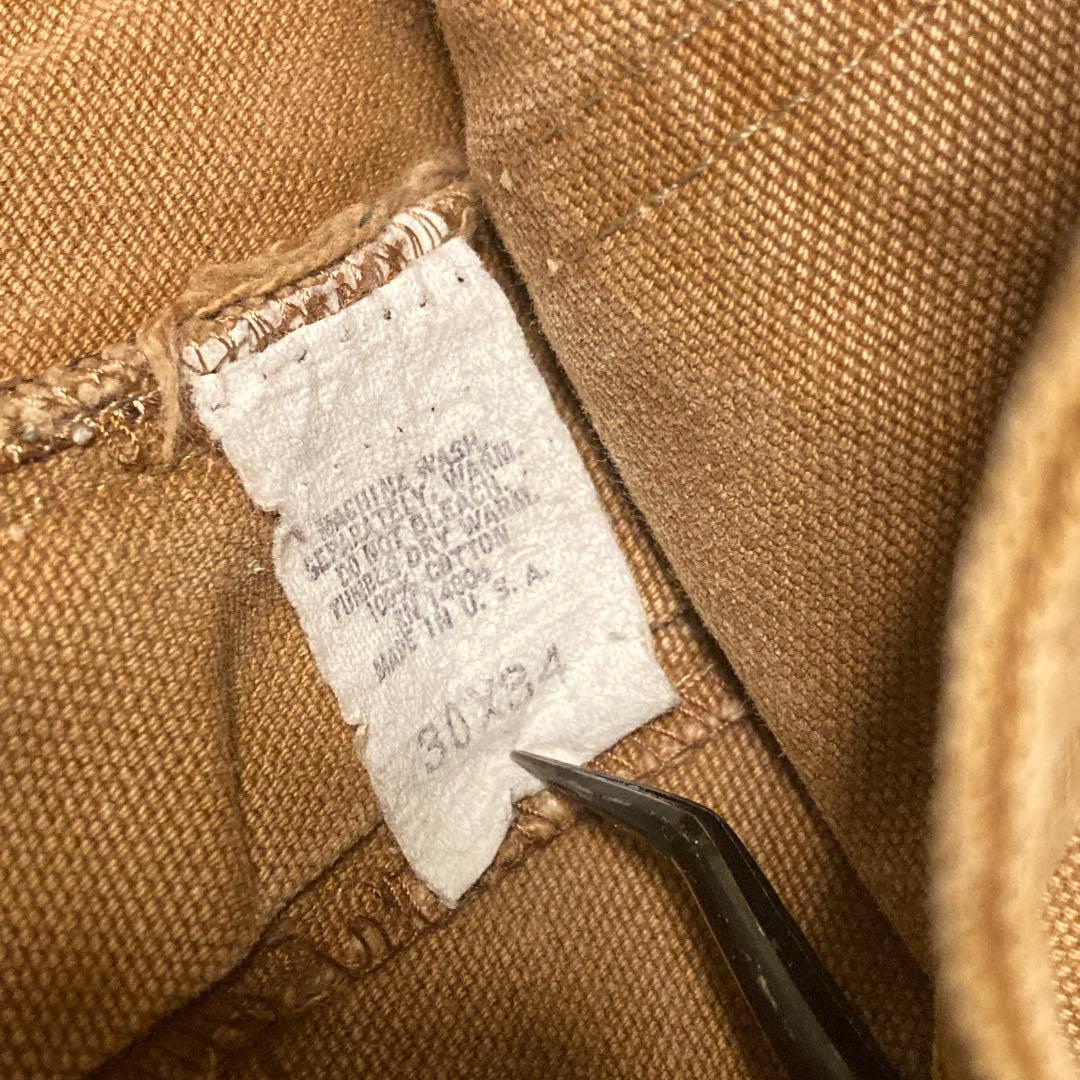 MACHINE WASH
SEPARATELY, WARM.
DO NOT BLEACH.
TUMBLE DRY WARM.
100% COTTON
RN 14806
MADE IN U. S. A.
30X34